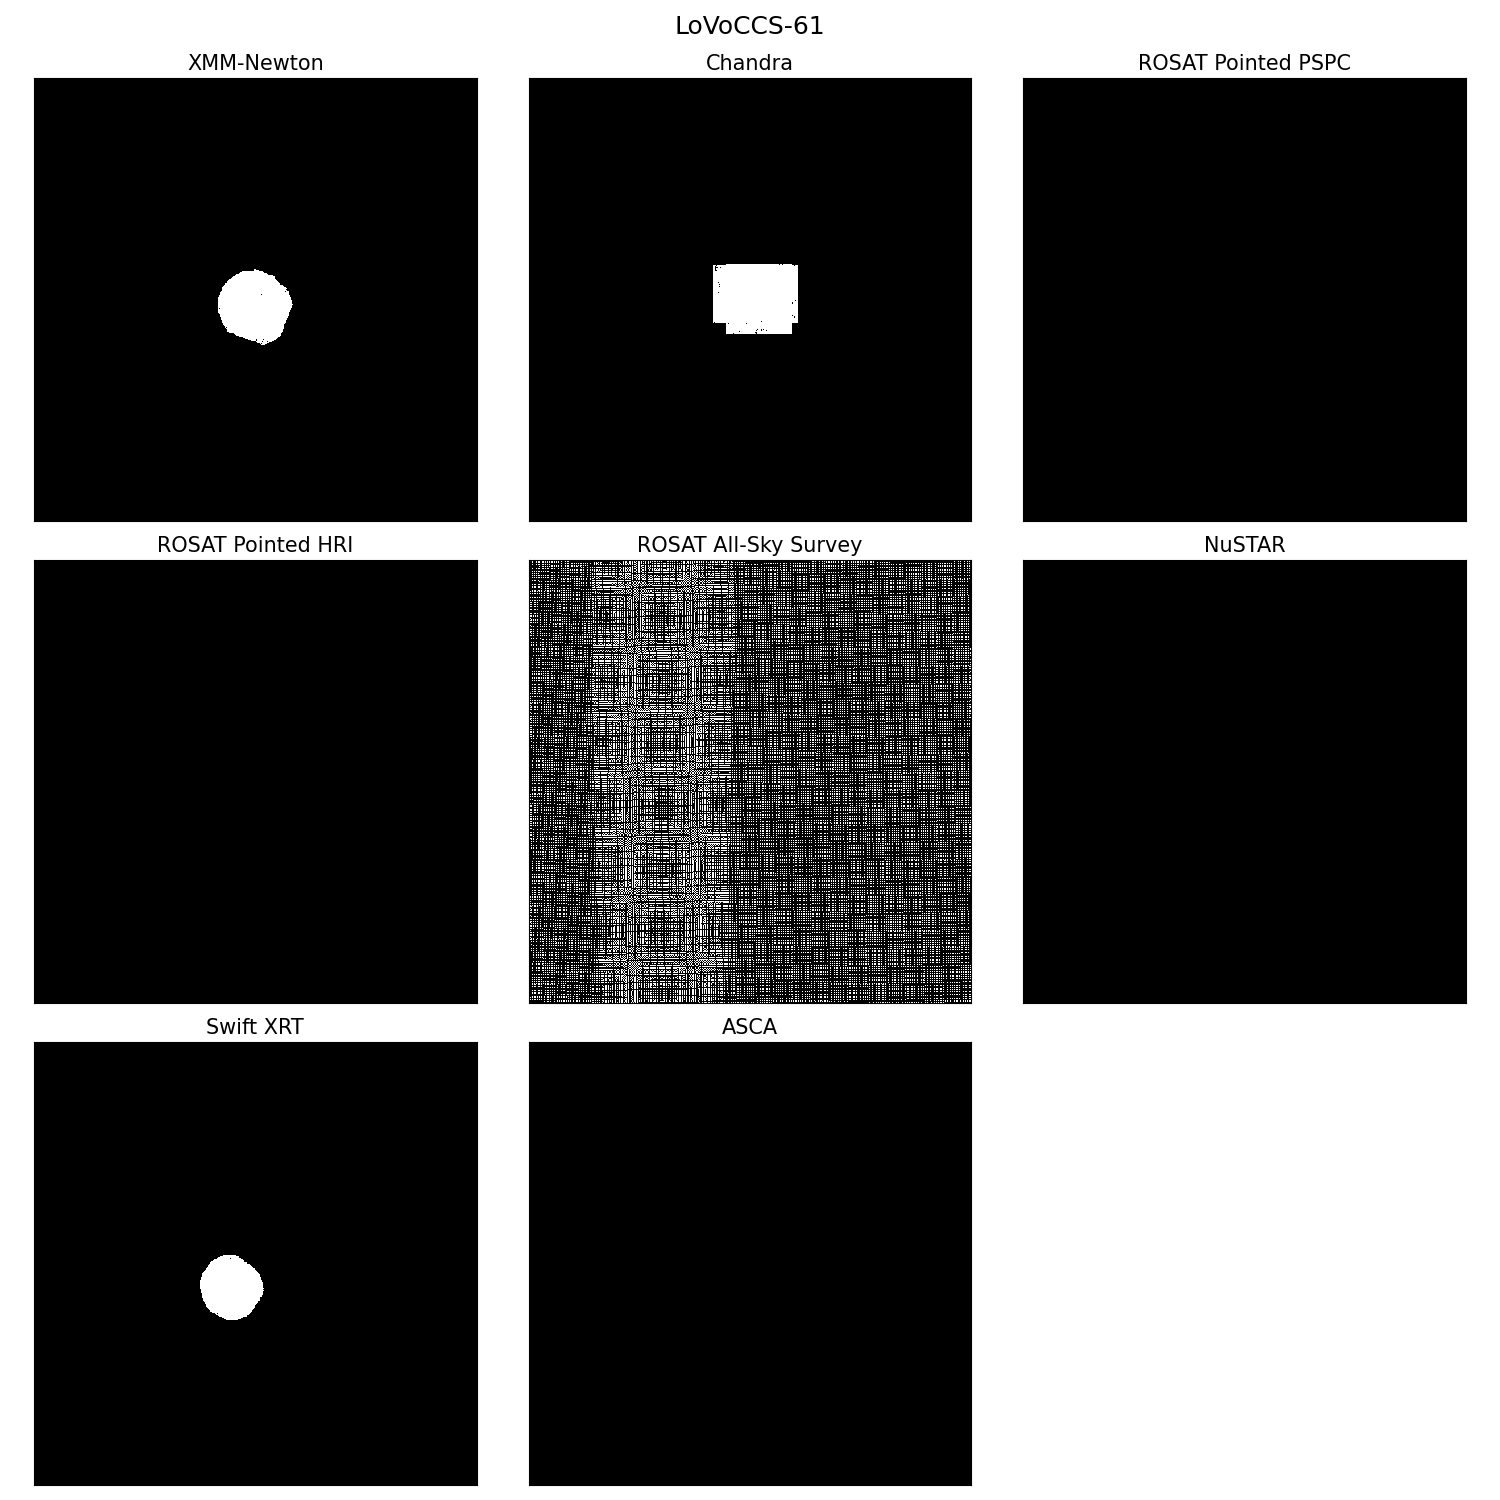 LoVoCCS-61
XMM-Newton
Chandra
ROSAT Pointed PSPC
ROSAT Pointed HRI
ROSAT All-Sky Survey
NuSTAR
Swift XRT
ASCA